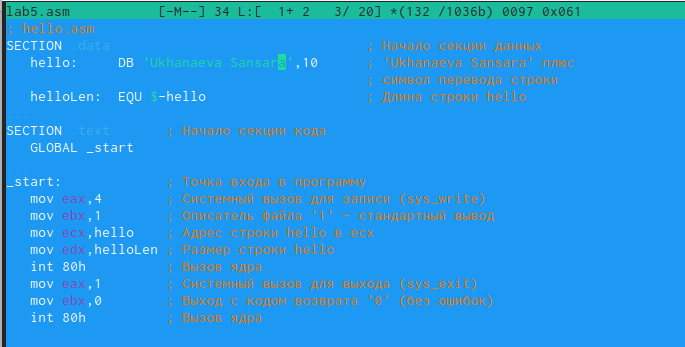 lab5.asm [-M--] 34 L:[ 1+ 2 3/ 20] *(132 /1036b) 0097 0x061
; hello.asm
SECTION .data ; Начало секции данных
hello: DB 'Ukhanaeva Sansara',10 ; 'Ukhanaeva Sansara' плюс
; символ перевода строки
helloLen: EQU $-hello ; Длина строки hello
SECTION .text ; Начало секции кода
GLOBAL _start
_start: ; Точка входа в программу
mov eax,4 ; Системный вызов для записи (sys_write)
mov ebx,1 ; Описатель файла '1' - стандартный вывод
mov ecx,hello ; Адрес строки hello в ecx
mov edx,helloLen ; Размер строки hello
int 80h ; Вызов ядра
mov eax,1 ; Системный вызов для выхода (sys_exit)
mov ebx,0 ; Выход с кодом возврата '0' (без ошибок)
int 80h ; Вызов ядра